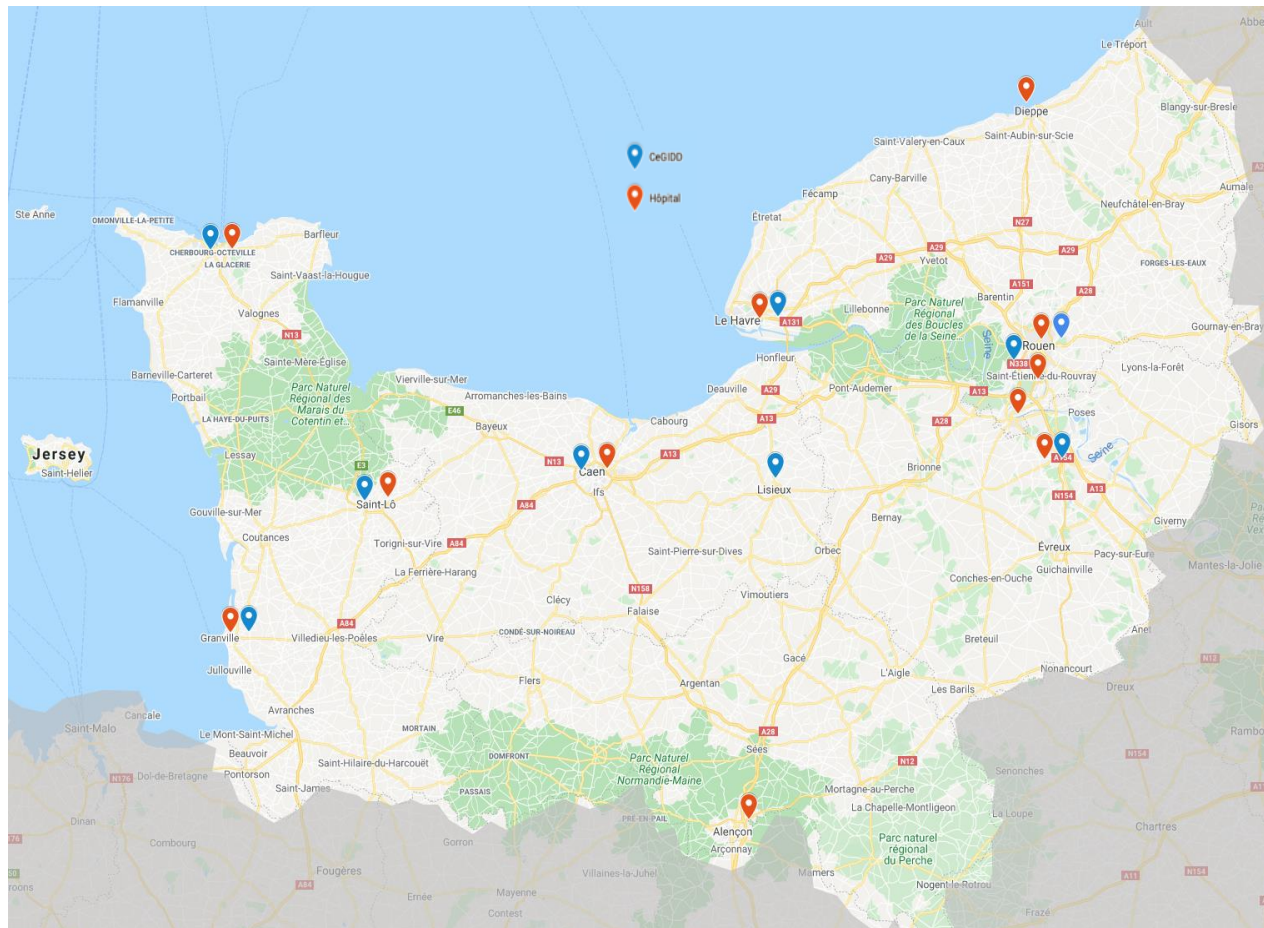 Ault
Abbe
Le Tréport
Dieppe
Blangy-sur-Bresle
Saint-Aubin-sur-Scie
Saint-Valery-en-Caux
CeGIDD
Cany-Barville
Aumale
Hôpital
Fécamp
Neufchâtel-en-Bray
Ste Anne
OMONVILLE-LA-PETITE
Étretat
N27
Barfleur
CHERBOURG-OCTEVILLE
LA GLACERIE
A29
A29
Yvetot
FORGES-LES-EAUX
Saint-Vaast-la-Hougue
A151
A28
Flamanville
Valognes
Lillebonne
Parc Naturel
Régional
des Boucles
de la Seine...
Barentin
Le Havre
A131
Gournay-en-Bray
N13
Seine
Rouen
Sainte-Mère-Église
Honfleur
N338
Lyons-la-Forêt
Barneville-Carteret
Vierville-sur-Mer
Saint-Étienne-du-Rouvray
Portbail
Parc Naturel
Régional des
Marais du
Cotentin et...
Arromanches-les-Bains
Deauville
A29
Pont-Audemer
A13
E46
Poses
LA HAYE-DU-PUITS
Bayeux
Cabourg
A13
A28
Gisors
Jersey
Lessay
E3
N13
A13
A154
Seine
Saint-Helier
Caen
Brionne
Ifs
Lisieux
A13
N154
Saint-Lô
A84
Gouville-sur-Mer
Bernay
Giverny
Coutances
Torigni-sur-Vire
A84
Saint-Pierre-sur-Dives
Orbec
Évreux
Pacy-sur-Eure
Mantes-la-Jolie
La Ferrière-Harang
Guichainville
Conches-en-Ouche
N158
Vimoutiers
Clécy
Falaise
A84
Anet
Granville
Villedieu-les-Poêles
Vire
CONDÉ-SUR-NOIREAU
Breteuil
N12
Gacé
Jullouville
L'Aigle
Nonancourt
Flers
Argentan
Les Barils
Dreux
Avranches
Cancale
Saint-Malo
MORTAIN
A28
Rambo
Le Mont-Saint-Michel
Sées
Beauvoir
DOMFRONT
Parc Naturel
Régional
Normandie-Maine
N154
Saint-Hilaire-du-Harcouët
N12
N176
Dol-de-Bretagne
Pontorson
Senonches
Saint-James
PASSAIS
Mortagne-au-Perche
La Chapelle-Montligeon
La Loupe
Dinan
PRÉ-EN-PAIL
Alençon
Chartres
Combourg
Gorron
Arçonnay
Parc naturel
régional
du Perche
Fougères
Villaines-la-Juhel
Mamers
A11
N154
A84
Ernée
Mayenne
Nogent-le-Rotrou
Contest
Frazé